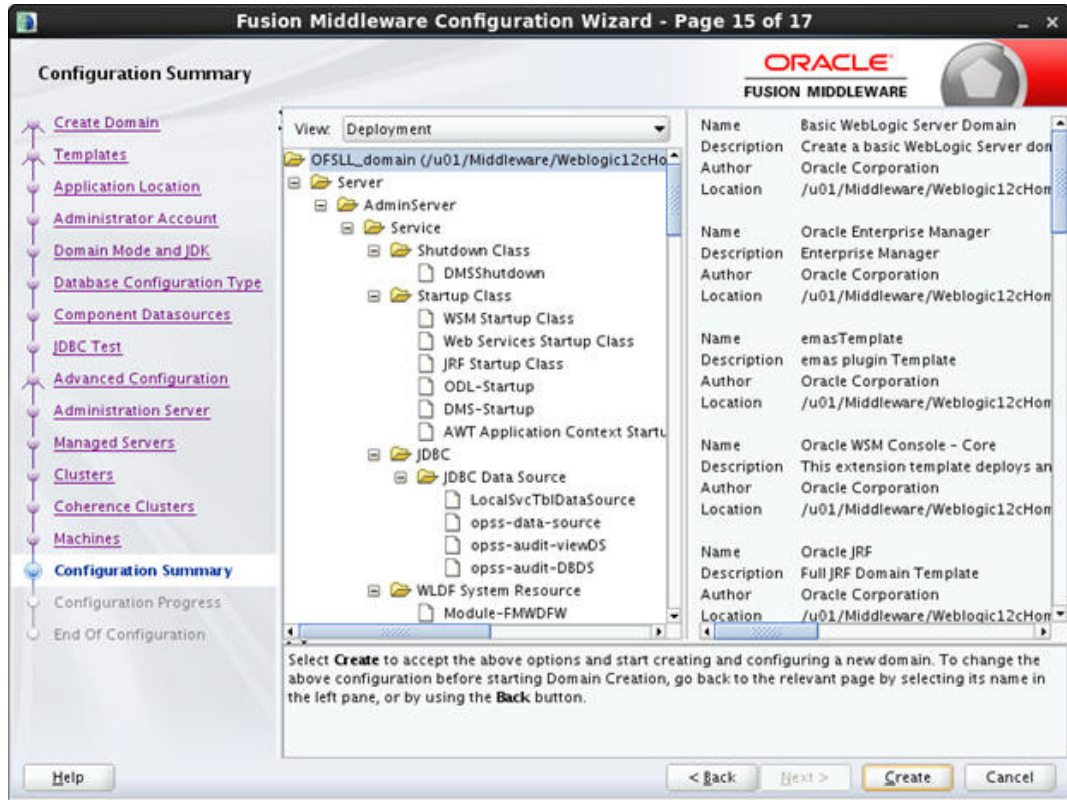 Fusion Middleware Configuration Wizard - Page 15 of 17
Configuration Summary
ORACLE
FUSION MIDDLEWARE
Create Domain
Templates
Application Location
Administrator Account
Domain Mode and JDK
Database Configuration Type
Component Datasources
JDBC Test
Advanced Configuration
Administration Server
Managed Servers
Clusters
Coherence Clusters
Machines
Configuration Summary
Configuration Progress
End Of Configuration
View: Deployment
OFSLL_domain (/u01/Middleware/Weblogic12cHo
Server
AdminServer
Service
Shutdown Class
DMSShutdown
Startup Class
WSM Startup Class
Web Services Startup Class
JRF Startup Class
ODL-Startup
DMS-Startup
AWT Application Context Startu
JDBC
JDBC Data Source
LocalSvcTblDataSource
opss-data-source
opss-audit-viewDS
opss-audit-DBDS
WLDF System Resource
Module-FMWDFW
Name Basic WebLogic Server Domain
Description Create a basic WebLogic Server don
Author Oracle Corporation
Location /u01/Middleware/Weblogic12cHom
Name Oracle Enterprise Manager
Description Enterprise Manager
Author Oracle Corporation
Location /u01/Middleware/Weblogic12cHom
Name emasTemplate
Description emas plugin Template
Author Oracle Corporation
Location /u01/Middleware/Weblogic12cHom
Name Oracle WSM Console - Core
Description This extension template deploys an
Author Oracle Corporation
Location /u01/Middleware/Weblogic12cHom
Name Oracle JRF
Description Full JRF Domain Template
Author Oracle Corporation
Location /u01/Middleware/Weblogic12cHom
Select Create to accept the above options and start creating and configuring a new domain. To change the
above configuration before starting Domain Creation, go back to the relevant page by selecting its name in
the left pane, or by using the Back button.
Help
< Back
Next >
Create
Cancel